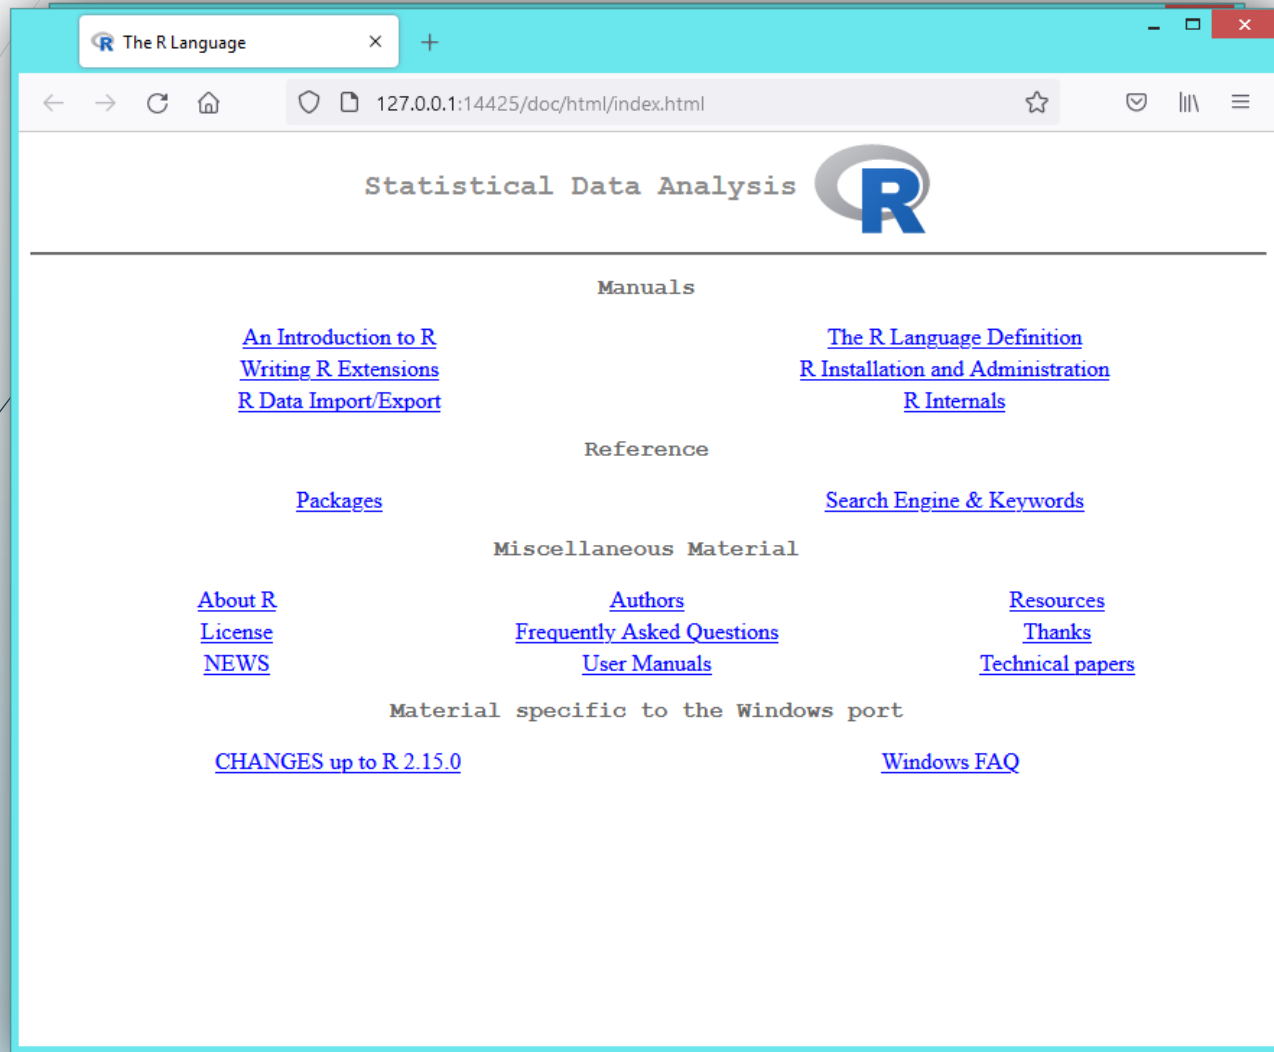 The R Language
127.0.0.1:14425/doc/html/index.html
Statistical Data Analysis R
Manuals
An Introduction to R The R Language Definition
Writing R Extensions R Installation and Administration
R Data Import/Export R Internals
Reference
Packages Search Engine & Keywords
Miscellaneous Material
About R Authors Resources
License Frequently Asked Questions Thanks
NEWS User Manuals Technical papers
Material specific to the Windows port
CHANGES up to R 2.15.0 Windows FAQ